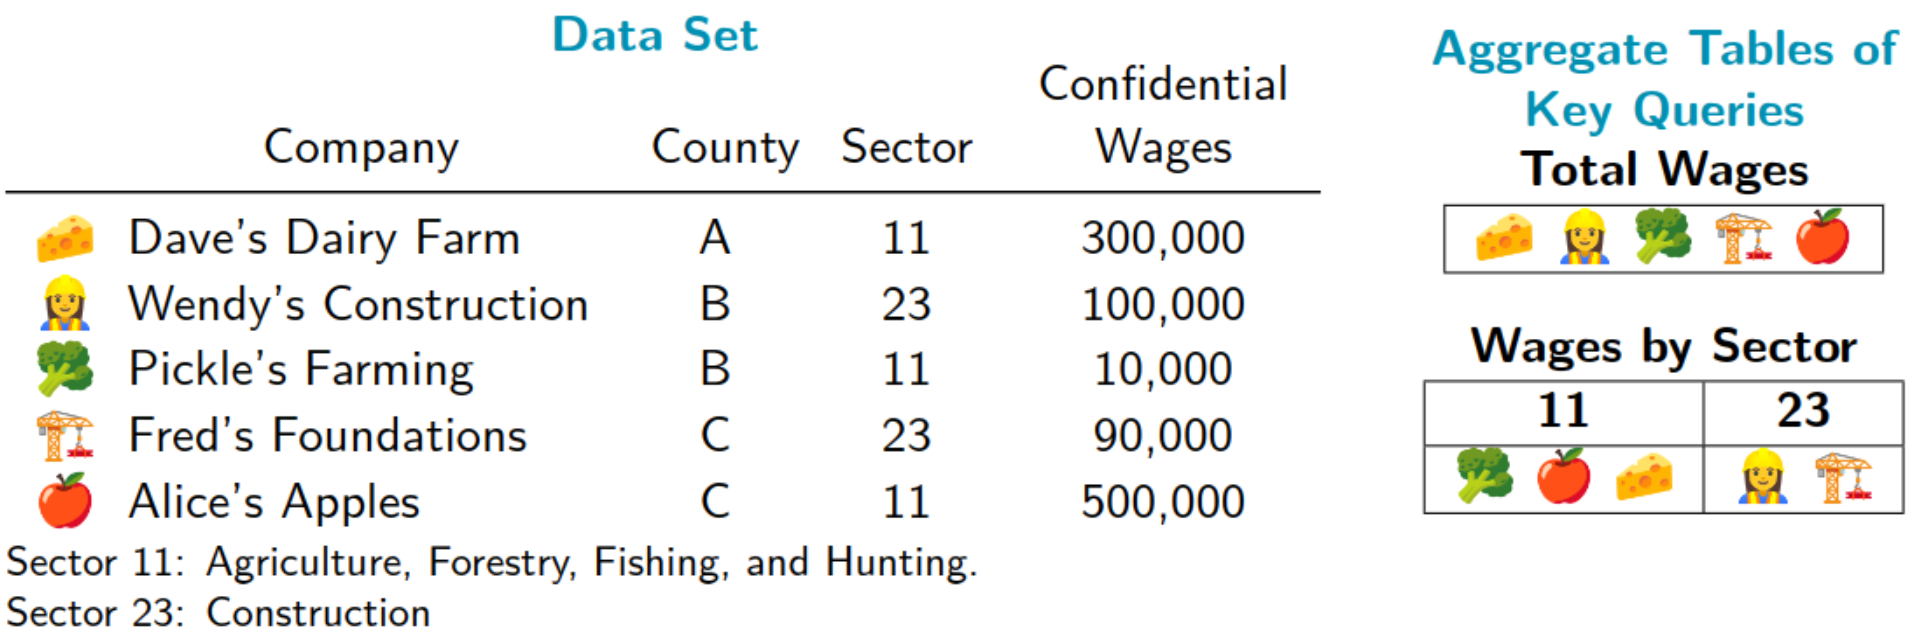 Data Set
Confidential
Company County Sector Wages
Dave's Dairy Farm A 11 300,000
Wendy's Construction B 23 100,000
Pickle's Farming B 11 10,000
Fred's Foundations C 23 90,000
Alice's Apples C 11 500,000
Sector 11: Agriculture, Forestry, Fishing, and Hunting.
Sector 23: Construction
Aggregate Tables of
Key Queries
Total Wages
Wages by Sector
11 23